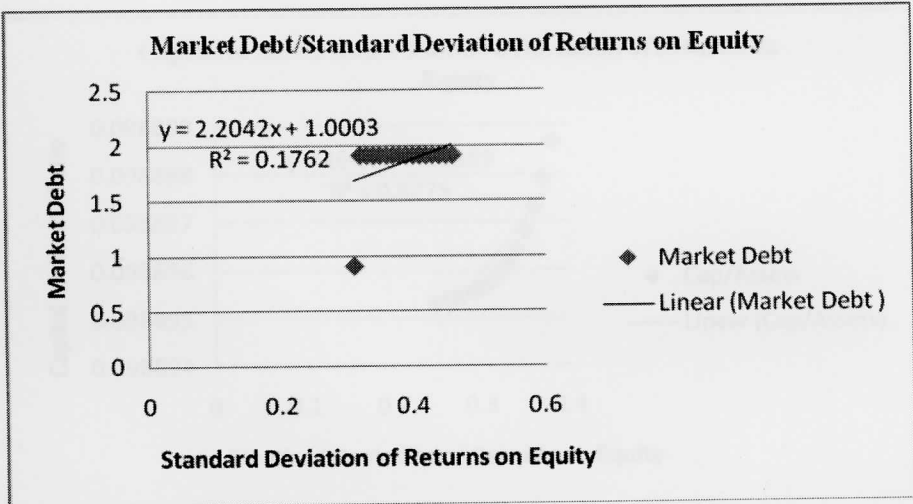 Market Debt/Standard Deviation of Returns on Equity
2.5
y = 2.2042x + 1.0003
2
R² = 0.1762
1.5
1
0.5
0
Market Debt
0 0.2 0.4 0.6
Standard Deviation of Returns on Equity
Market Debt
Linear (Market Debt )